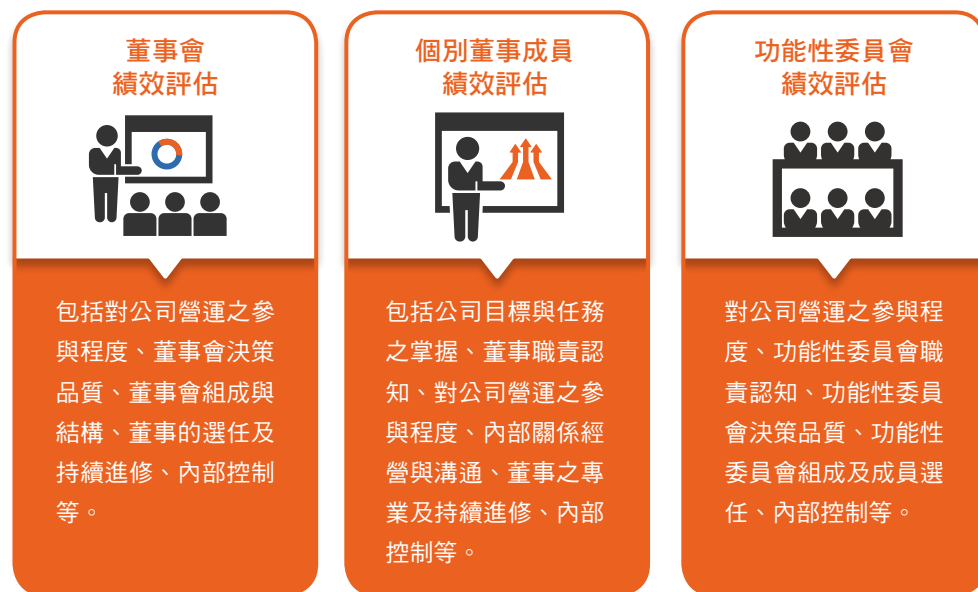 董事會
績效評估
包括對公司營運之參
與程度、董事會決策
品質、董事會組成與
結構、董事的選任及
持續進修、內部控制
等。
個別董事成員
績效評估
包括公司目標與任務
之掌握、董事職責認
知、對公司營運之參
與程度、內部關係經
營與溝通、董事之專
業及持續進修、內部
控制等。
功能性委員會
績效評估
對公司營運之參與程
度、功能性委員會職
責認知、功能性委員
會決策品質、功能性
委員會組成及成員選
任、內部控制等。